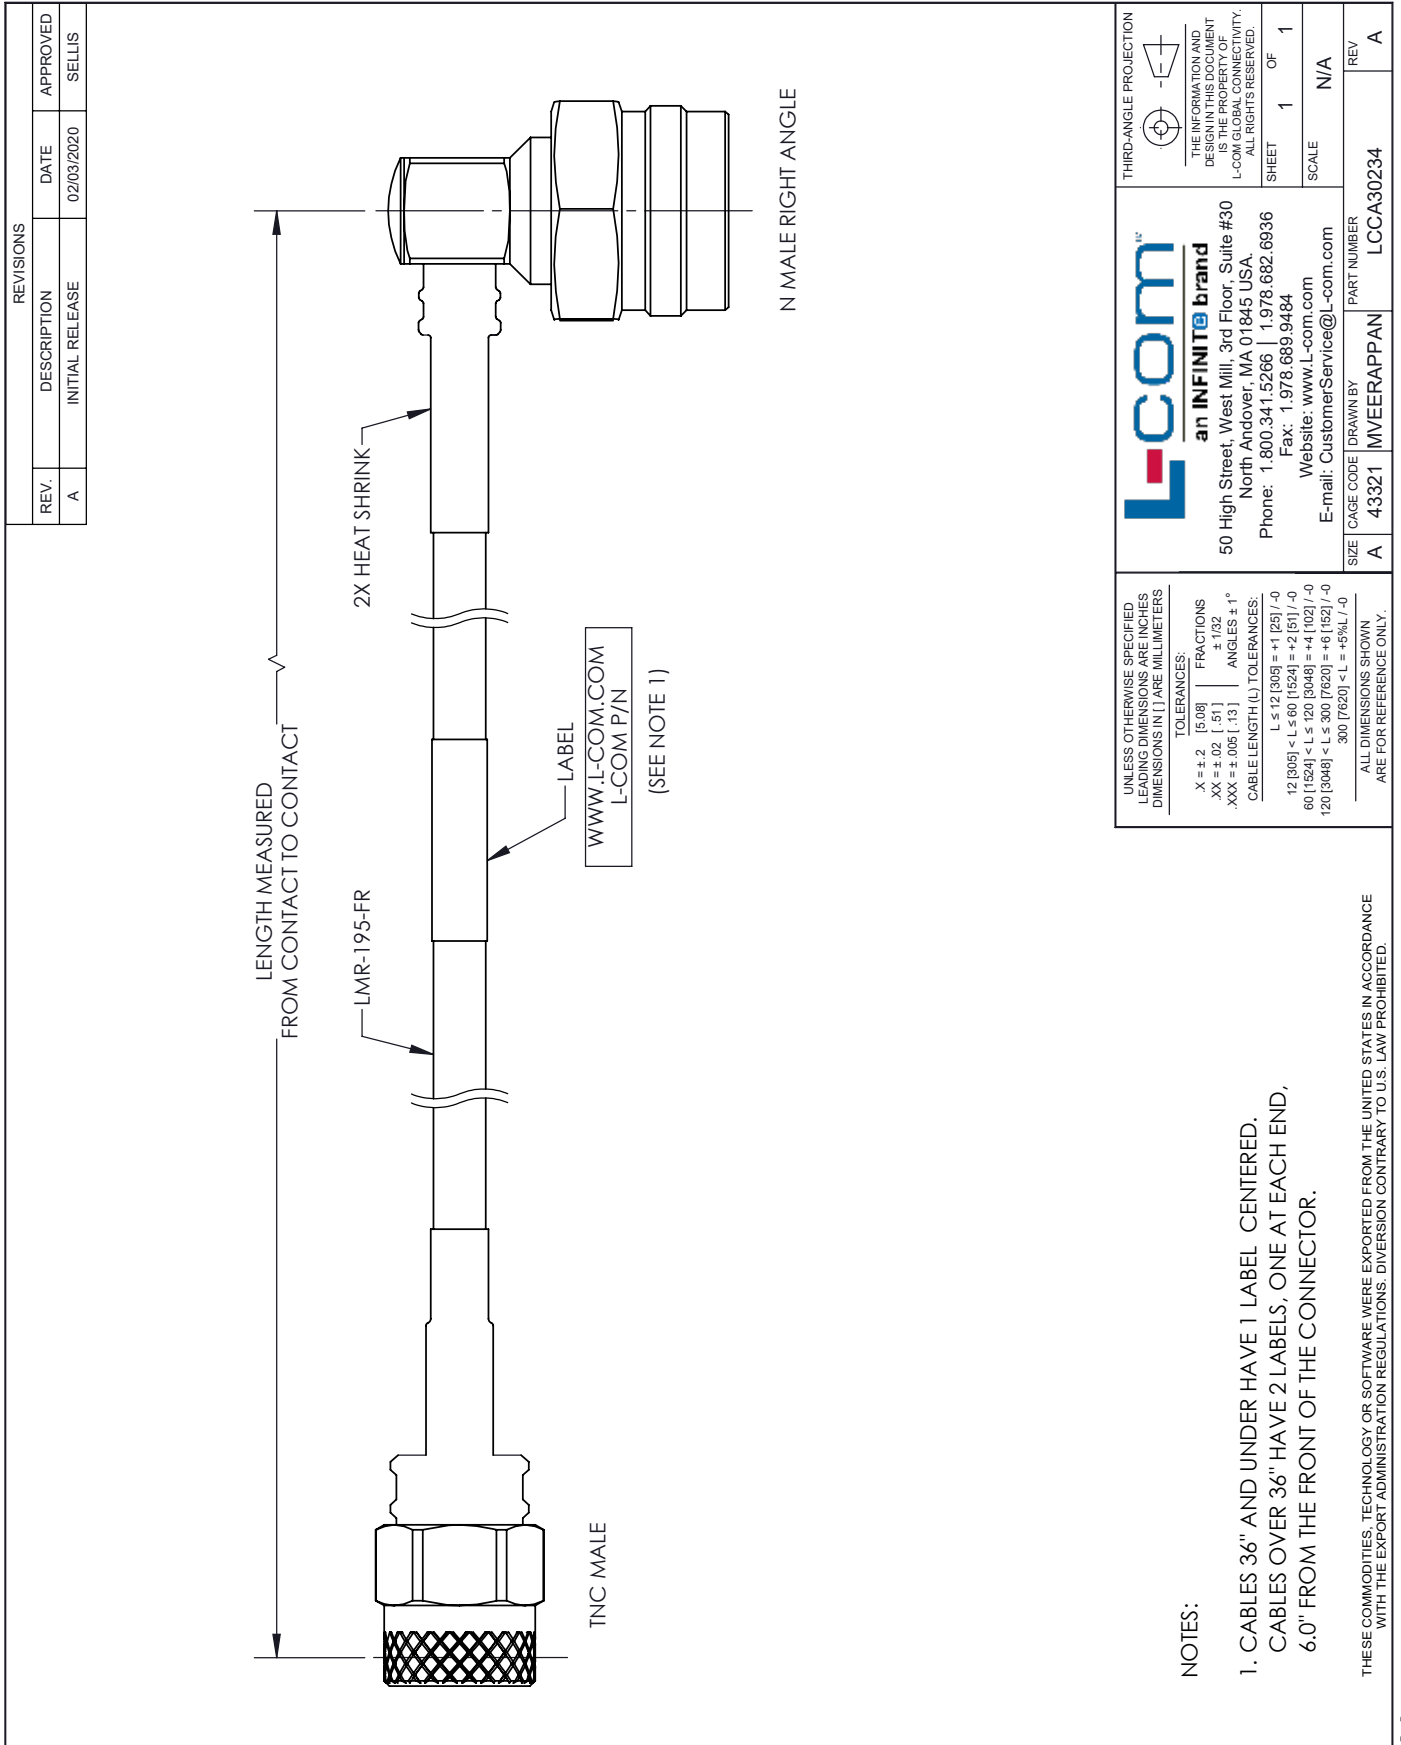 REVISIONS
REV. DESCRIPTION DATE APPROVED
A INITIAL RELEASE 02/03/2020 SELLIS
LENGTH MEASURED
FROM CONTACT TO CONTACT
LMR-195-FR
2X HEAT SHRINK
LABEL
WWW.L-COM.COM
L-COM P/N
(SEE NOTE 1)
TNC MALE
N MALE RIGHT ANGLE
NOTES:
1. CABLES 36" AND UNDER HAVE 1 LABEL CENTERED.
CABLES OVER 36" HAVE 2 LABELS, ONE AT EACH END,
6.0" FROM THE FRONT OF THE CONNECTOR.
THESE COMMODITIES, TECHNOLOGY OR SOFTWARE WERE EXPORTED FROM THE UNITED STATES IN ACCORDANCE
WITH THE EXPORT ADMINISTRATION REGULATIONS. DIVERSION CONTRARY TO U.S. LAW PROHIBITED.
UNLESS OTHERWISE SPECIFIED
LEADING DIMENSIONS ARE INCHES
DIMENSIONS IN [ ] ARE MILLIMETERS
TOLERANCES:
.X = ± .2 [5.08] FRACTIONS
.XX = ± .02 [ .51] ± 1/32
.XXX = ± .005 [ .13 ] ANGLES ± 1°
CABLE LENGTH (L) TOLERANCES:
L ≤ 12 [305] = +1 [25] / -0
12 [305] < L ≤ 60 [1524] = +2 [51] / -0
60 [1524] < L ≤ 120 [3048] = +4 [102] / -0
120 [3048] < L ≤ 300 [7620] = +6 [152] / -0
300 [7620] < L = +5%L / -0
ALL DIMENSIONS SHOWN
ARE FOR REFERENCE ONLY.
L-com
an INFINIT® brand
50 High Street, West Mill, 3rd Floor, Suite #30
North Andover, MA 01845 USA.
Phone: 1.800.341.5266 | 1.978.682.6936
Fax: 1.978.689.9484
Website: www.L-com.com
E-mail: CustomerService@L-com.com
THIRD-ANGLE PROJECTION
THE INFORMATION AND
DESIGN IN THIS DOCUMENT
IS THE PROPERTY OF
L-COM GLOBAL CONNECTIVITY.
ALL RIGHTS RESERVED.
SHEET 1 OF 1
SCALE N/A
SIZE A
CAGE CODE 43321
DRAWN BY MVEERAPPAN
PART NUMBER LCCA30234
REV A